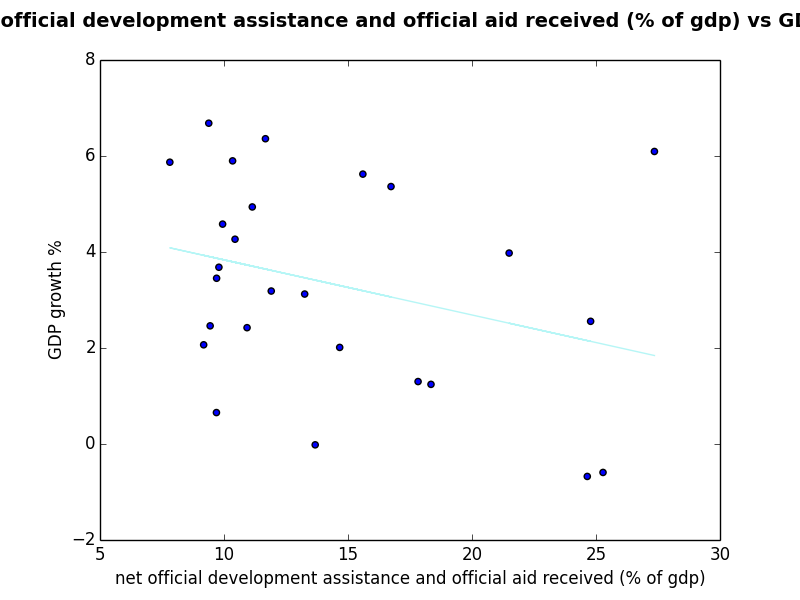 official development assistance and official aid received (% of gdp) vs
8
6
4
2
0
−2
GDP growth %
5 10 15 20 25 30
net official development assistance and official aid received (% of gdp)